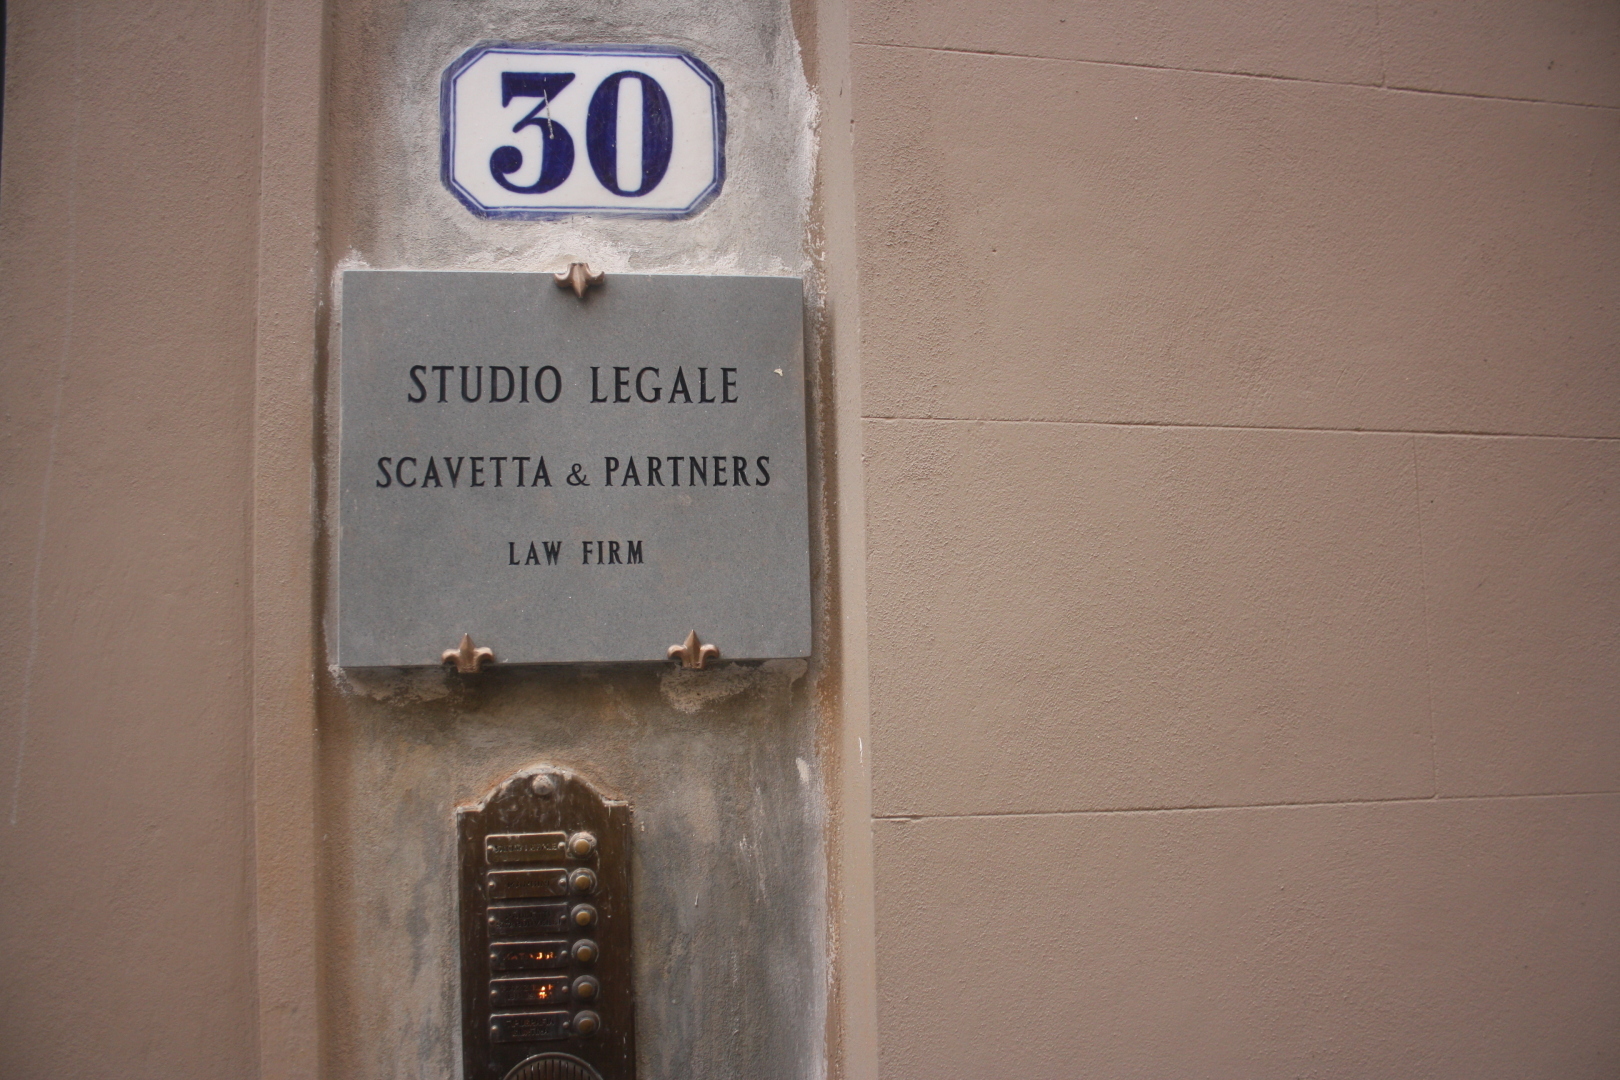 30
STUDIO LEGALE
SCAVETTA & PARTNERS
LAW FIRM